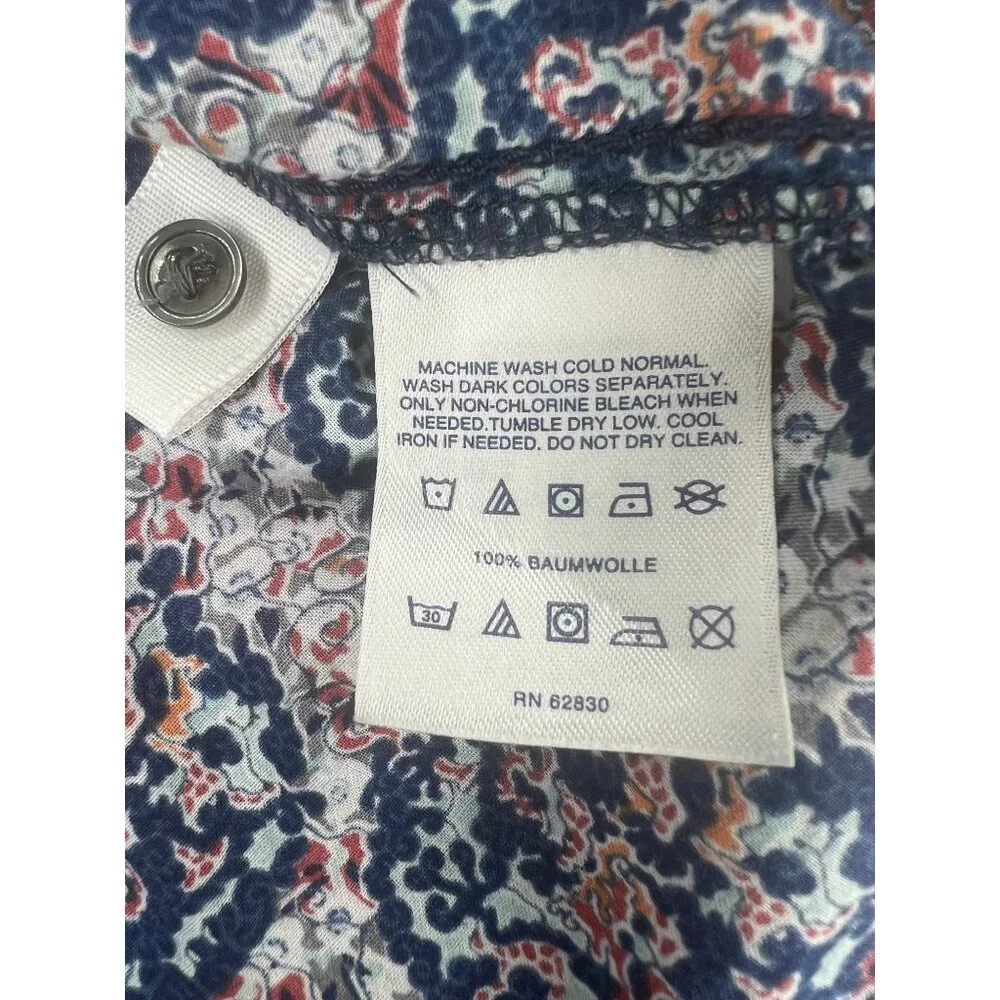 MACHINE WASH COLD NORMAL.
WASH DARK COLORS SEPARATELY.
ONLY NON-CHLORINE BLEACH WHEN
NEEDED.TUMBLE DRY LOW. COOL
IRON IF NEEDED. DO NOT DRY CLEAN.
100% BAUMWOLLE
30
RN 62830